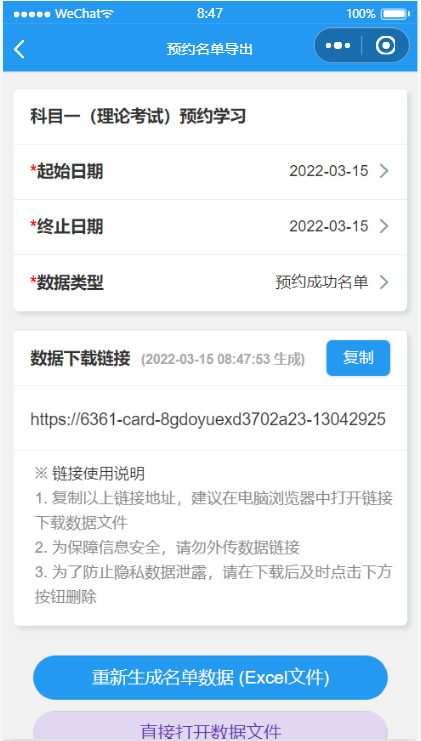 WeChat 8:47 100%
预约名单导出
科目一（理论考试）预约学习
*起始日期 2022-03-15
*终止日期 2022-03-15
*数据类型 预约成功名单
数据下载链接 (2022-03-15 08:47:53 生成) 复制
https://6361-card-8gdoyuexd3702a23-13042925
※ 链接使用说明
1. 复制以上链接地址，建议在电脑浏览器中打开链接
下载数据文件
2. 为保障信息安全，请勿外传数据链接
3. 为了防止隐私数据泄露，请在下载后及时点击下方
按钮删除
重新生成名单数据 (Excel文件)
直接打开数据文件